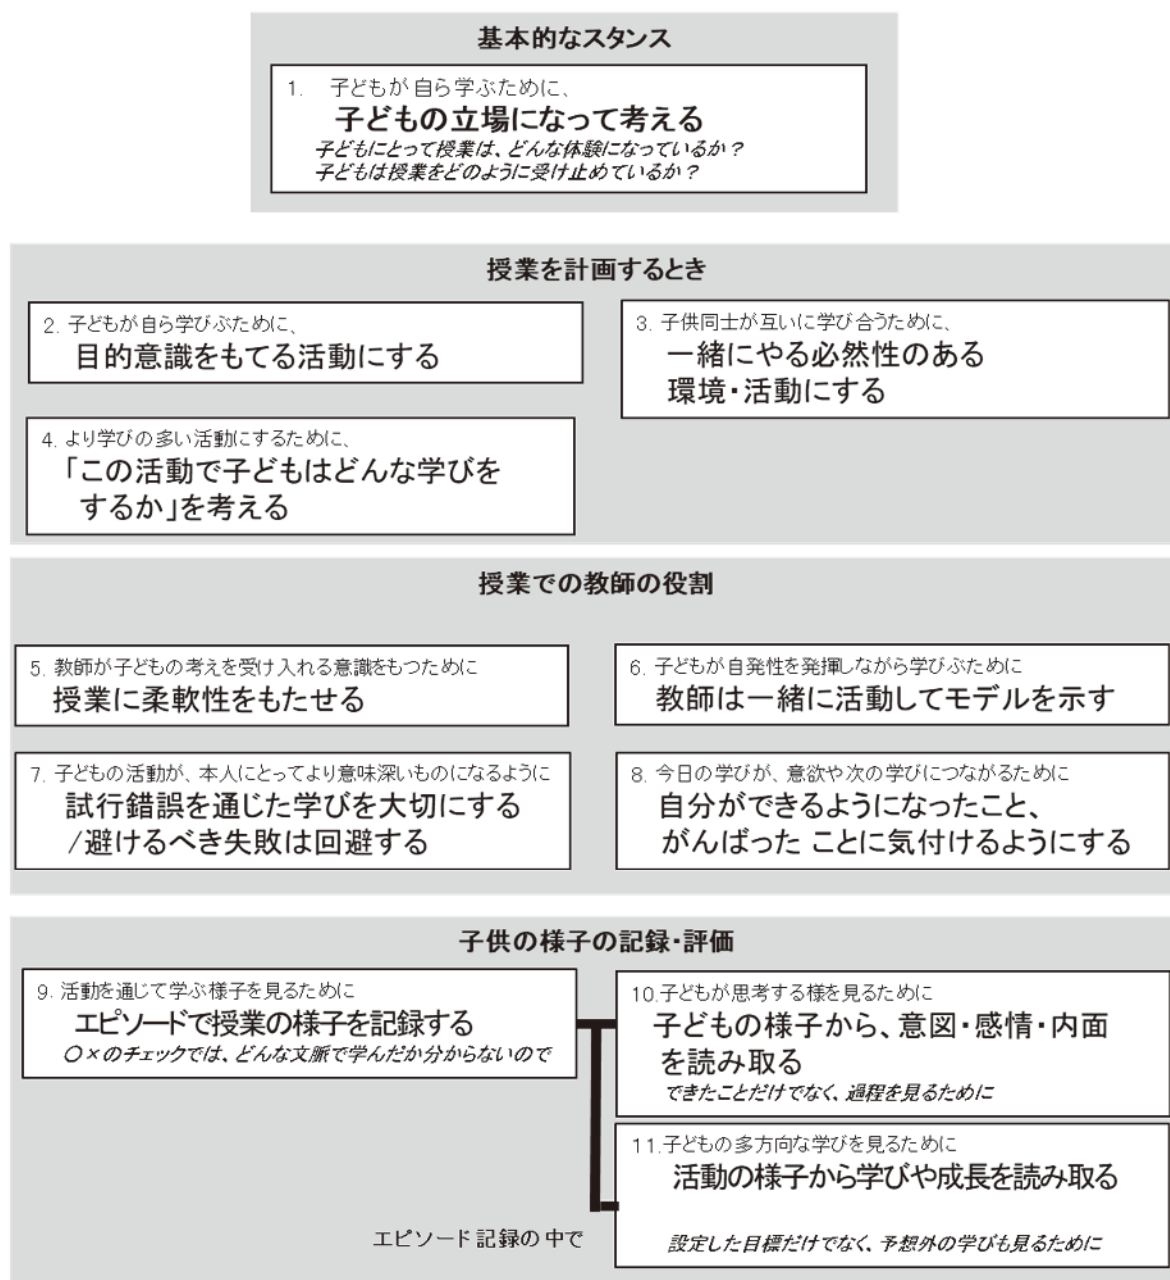 基本的なスタンス
1. 子どもが自ら学ぶために、
子どもの立場になって考える
子どもにとって授業は、どんな体験になっているか？
子どもは授業をどのように受け止めているか？
授業を計画するとき
2. 子どもが自ら学びぶために、
目的意識をもてる活動にする
3. 子供同士が互いに学び合うために、
一緒にやる必然性のある
環境・活動にする
4. より学びの多い活動にするために、
「この活動で子どもはどんな学びを
するか」を考える
授業での教師の役割
5. 教師が子どもの考えを受け入れる意識をもつために
授業に柔軟性をもたせる
6. 子どもが自発性を発揮しながら学びぶために
教師は一緒に活動してモデルを示す
7. 子どもの活動が、本人にとってより意味深いものになるように
試行錯誤を通じた学びを大切にする
/避けるべき失敗は回避する
8. 今日の学びが、意欲や次の学びにつながるために
自分ができるようになったこと、
がんばった ことに気付けるようにする
子供の様子の記録・評価
9. 活動を通じて学ぶ様子を見るために
エピソードで授業の様子を記録する
〇×のチェックでは、どんな文脈で学んだか分からないので
10.子どもが思考する様を見るために
子どもの様子から、意図・感情・内面
を読み取る
できたことだけでなく、過程を見るために
11.子どもの多方向な学びを見るために
活動の様子から学びや成長を読み取る
エピソード記録の中で
設定した目標だけでなく、予想外の学びも見るために